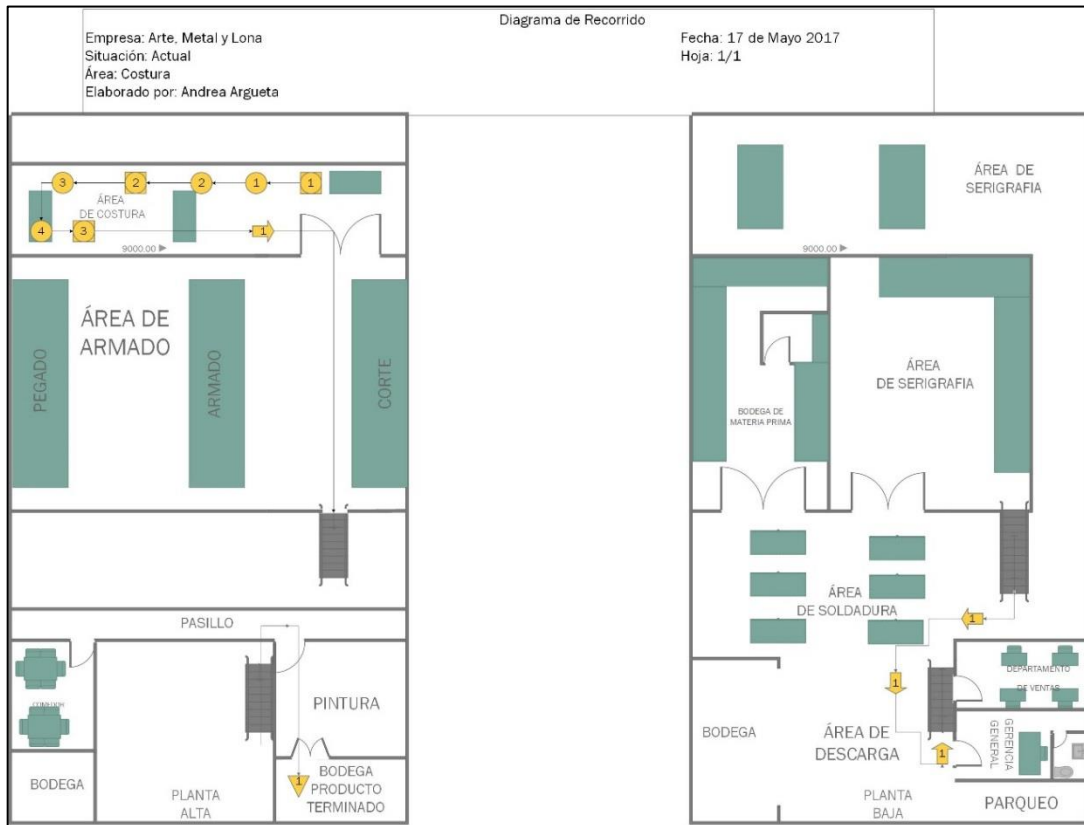 Diagrama de Recorrido
Empresa: Arte, Metal y Lona
Fecha: 17 de Mayo 2017
Situación: Actual
Hoja: 1/1
Área: Costura
Elaborado por: Andrea Argueta
3
2
2
1
1
ÁREA
DE COSTURA
4
3
1
9000.00
ÁREA DE
ARMADO
PEGADO
ARMADO
CORTE
PASILLO
COMEDOR
PINTURA
BODEGA
PLANTA
ALTA
1
BODEGA
PRODUCTO
TERMINADO
ÁREA DE
SERIGRAFIA
9000.00
ÁREA
DE SERIGRAFIA
BODEGA DE
MATERIA PRIMA
ÁREA
DE SOLDADURA
1
1
DEPARTAMENTO
DE VENTAS
BODEGA
ÁREA DE
DESCARGA
1
GERENCIA
GENERAL
PLANTA
BAJA
PARQUEO